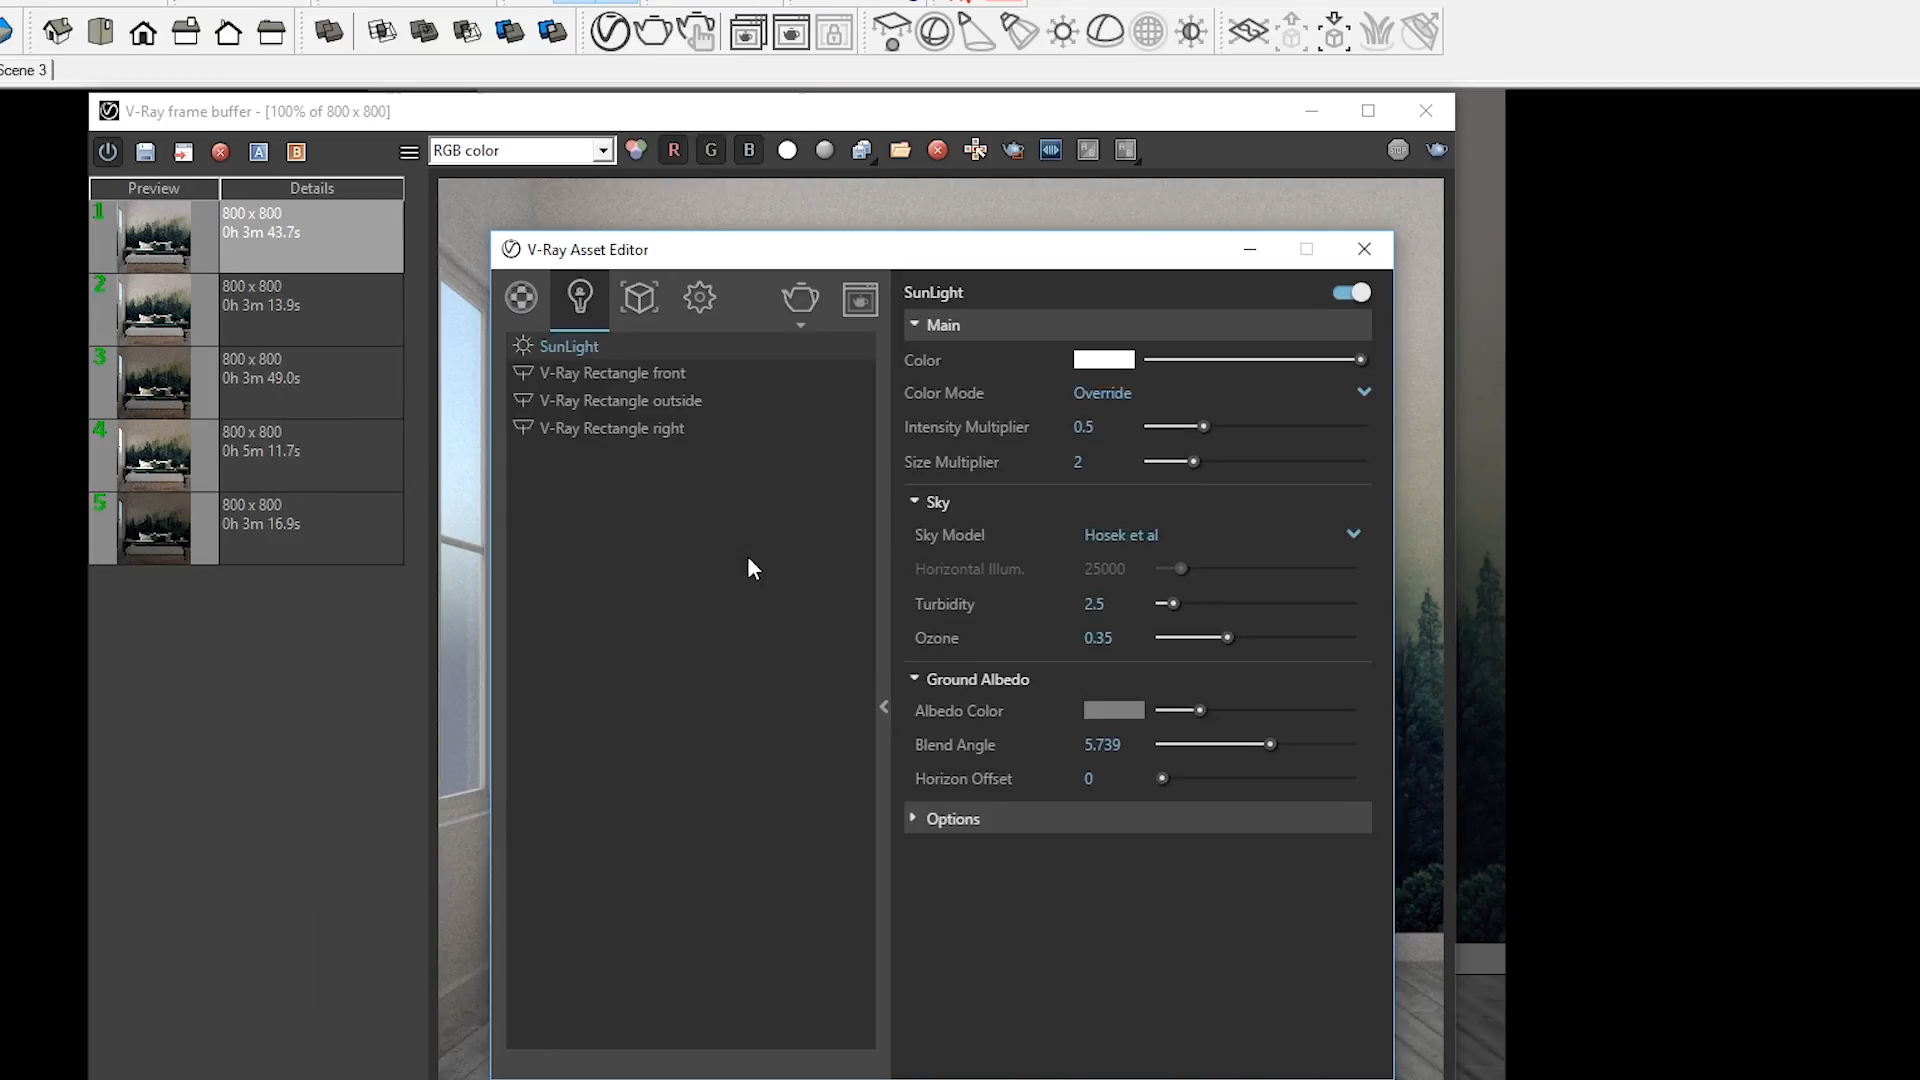 Scene 3
V-Ray frame buffer - [100% of 800 x 800]
RGB color
R
G
B
A
B
STOP
Preview
Details
1
800 x 800
0h 3m 43.7s
2
800 x 800
0h 3m 13.9s
3
800 x 800
0h 3m 49.0s
4
800 x 800
0h 5m 11.7s
5
800 x 800
0h 3m 16.9s
V-Ray Asset Editor
SunLight
V-Ray Rectangle front
V-Ray Rectangle outside
V-Ray Rectangle right
SunLight
Main
Color
Color Mode Override
Intensity Multiplier 0.5
Size Multiplier 2
Sky
Sky Model Hosek et al
Horizontal Illum. 25000
Turbidity 2.5
Ozone 0.35
Ground Albedo
Albedo Color
Blend Angle 5.739
Horizon Offset 0
Options